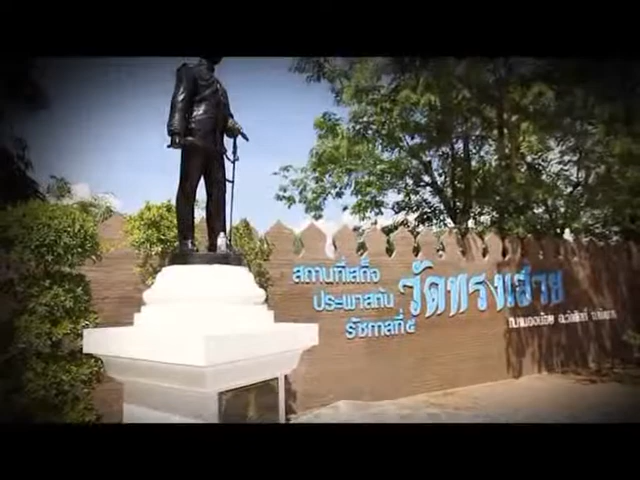 สถานที่เสด็จ
ประพาสต้น
รัชกาลที่ ๕
วัดทรงเสวย